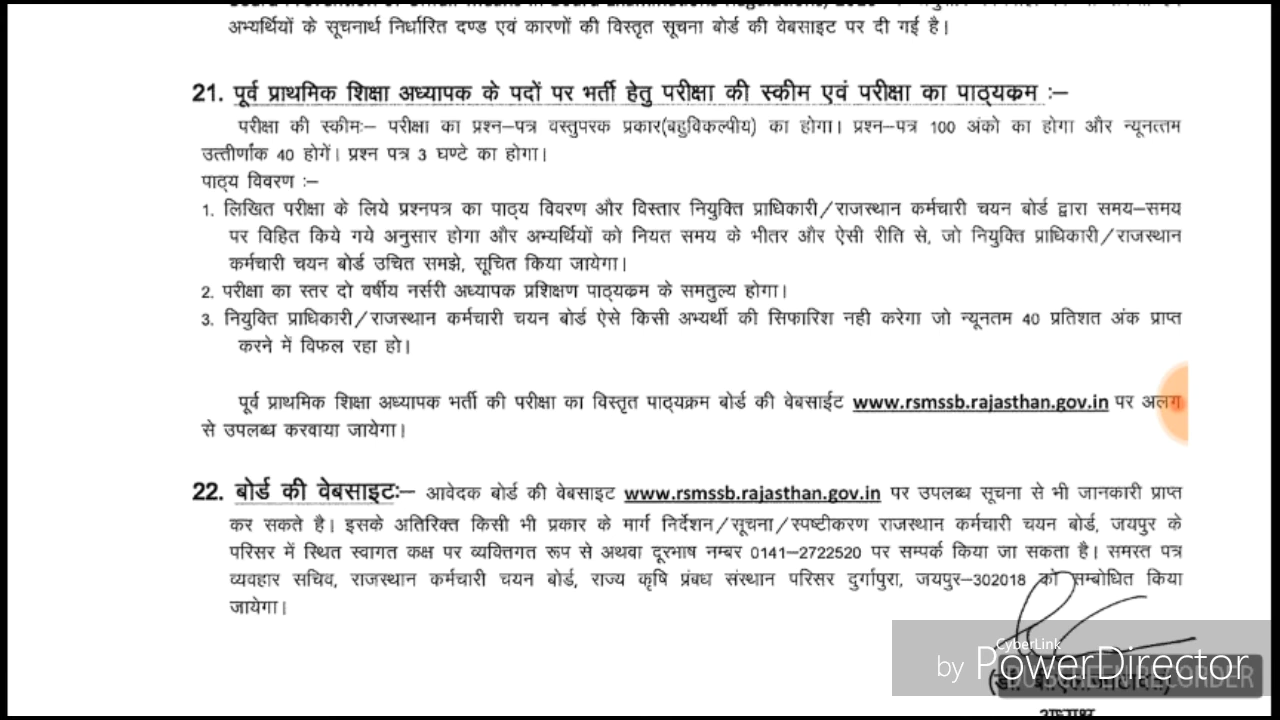 अभ्यर्थियों के सूचनार्थ निर्धारित दण्ड एवं कारणों की विस्तृत सूचना बोर्ड की वेबसाइट पर दी गई है।
21. पूर्व प्राथमिक शिक्षा अध्यापक के पदों पर भर्ती हेतु परीक्षा की स्कीम एवं परीक्षा का पाठ्यक्रम :–
परीक्षा की स्कीमः– परीक्षा का प्रश्न–पत्र वस्तुपरक प्रकार(बहुविकल्पीय) का होगा। प्रश्न–पत्र 100 अंको का होगा और न्यूनत्तम
उत्तीर्णांक 40 होगें। प्रश्न पत्र 3 घण्टे का होगा।
पाठ्य विवरण :–
1. लिखित परीक्षा के लिये प्रश्नपत्र का पाठ्य विवरण और विस्तार नियुक्ति प्राधिकारी/राजस्थान कर्मचारी चयन बोर्ड द्वारा समय–समय
पर विहित किये गये अनुसार होगा और अभ्यर्थियों को नियत समय के भीतर और ऐसी रीति से, जो नियुक्ति प्राधिकारी/राजस्थान
कर्मचारी चयन बोर्ड उचित समझे, सूचित किया जायेगा।
2. परीक्षा का स्तर दो वर्षीय नर्सरी अध्यापक प्रशिक्षण पाठ्यक्रम के समतुल्य होगा।
3. नियुक्ति प्राधिकारी/राजस्थान कर्मचारी चयन बोर्ड ऐसे किसी अभ्यर्थी की सिफारिश नही करेगा जो न्यूनतम 40 प्रतिशत अंक प्राप्त
करने में विफल रहा हो।
पूर्व प्राथमिक शिक्षा अध्यापक भर्ती की परीक्षा का विस्तृत पाठ्यक्रम बोर्ड की वेबसाईट www.rsmssb.rajasthan.gov.in पर अलग
से उपलब्ध करवाया जायेगा।
22. बोर्ड की वेबसाइटः– आवेदक बोर्ड की वेबसाइट www.rsmssb.rajasthan.gov.in पर उपलब्ध सूचना से भी जानकारी प्राप्त
कर सकते है। इसके अतिरिक्त किसी भी प्रकार के मार्ग निर्देशन/सूचना/स्पष्टीकरण राजस्थान कर्मचारी चयन बोर्ड, जयपुर के
परिसर में स्थित स्वागत कक्ष पर व्यक्तिगत रूप से अथवा दूरभाष नम्बर 0141–2722520 पर सम्पर्क किया जा सकता है। समस्त पत्र
व्यवहार सचिव, राजस्थान कर्मचारी चयन बोर्ड, राज्य कृषि प्रंबध संस्थान परिसर दुर्गापुरा, जयपुर–302018 को सम्बोधित किया
जायेगा।
CyberLink
by PowerDirector
SCREEN RECORDER